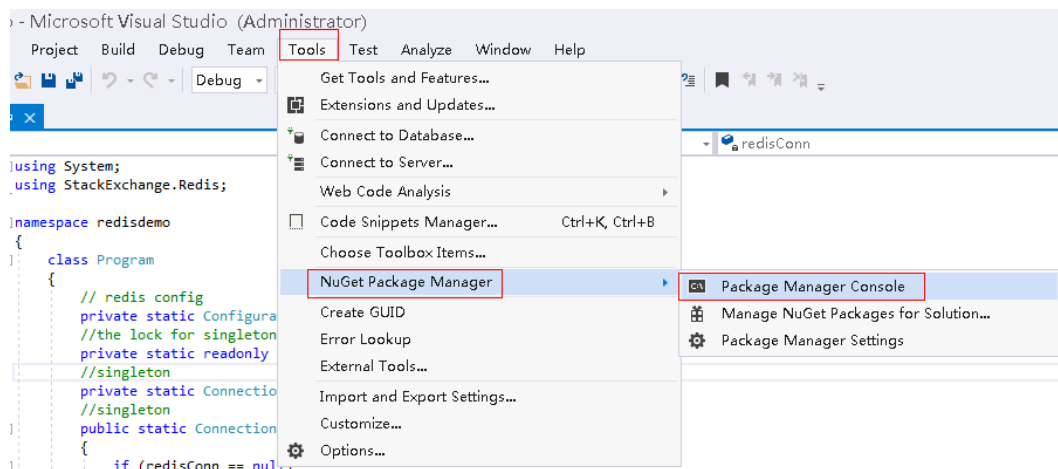 - Microsoft Visual Studio (Administrator)
Project Build Debug Team Tools Test Analyze Window Help
Debug
Get Tools and Features...
Extensions and Updates...
Connect to Database...
Connect to Server...
Web Code Analysis
Code Snippets Manager... Ctrl+K, Ctrl+B
Choose Toolbox Items...
NuGet Package Manager
Create GUID
Error Lookup
External Tools...
Import and Export Settings...
Customize...
Options...
Package Manager Console
Manage NuGet Packages for Solution...
Package Manager Settings
redisConn
using System;
using StackExchange.Redis;
namespace redisdemo
{
class Program
{
// redis config
private static Configura
//the lock for singleton
private static readonly
//singleton
private static Connectio
//singleton
public static Connection
{
if (redisConn == nul